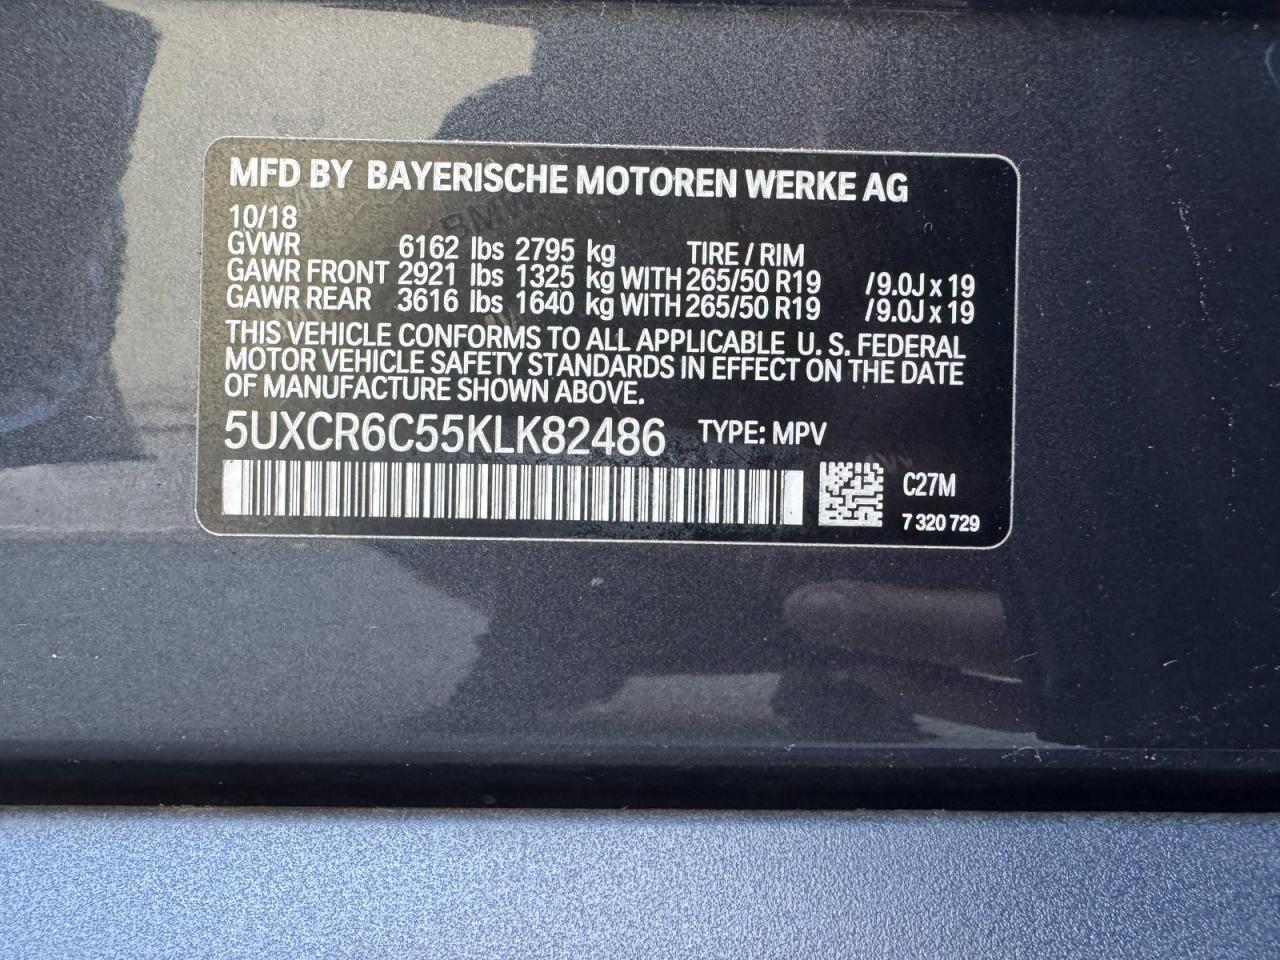 MFD BY BAYERISCHE MOTOREN WERKE AG
10/18
GVWR 6162 lbs 2795 kg TIRE / RIM
GAWR FRONT 2921 lbs 1325 kg WITH 265/50 R19 /9.0J x 19
GAWR REAR 3616 lbs 1640 kg WITH 265/50 R19 /9.0J x 19
THIS VEHICLE CONFORMS TO ALL APPLICABLE U. S. FEDERAL
MOTOR VEHICLE SAFETY STANDARDS IN EFFECT ON THE DATE
OF MANUFACTURE SHOWN ABOVE.
5UXCR6C55KLK82486 TYPE: MPV
C27M
7 320 729